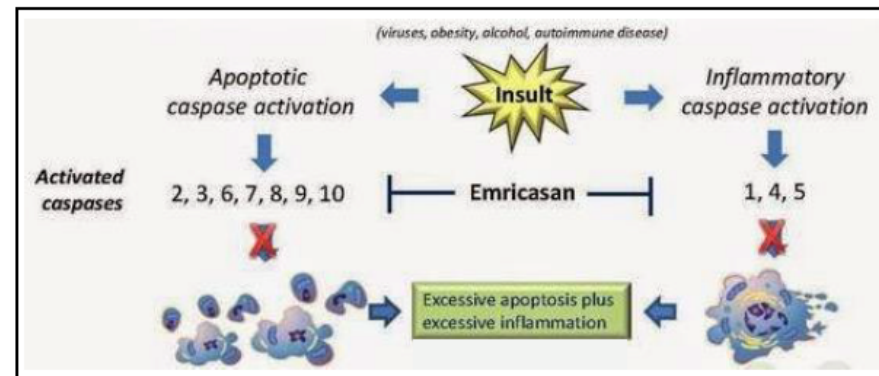 (viruses, obesity, alcohol, autoimmune disease)
Apoptotic
caspase activation
Insult
Inflammatory
caspase activation
Activated
caspases
2, 3, 6, 7, 8, 9, 10
Emricasan
1, 4, 5
X
X
Excessive apoptosis plus
excessive inflammation